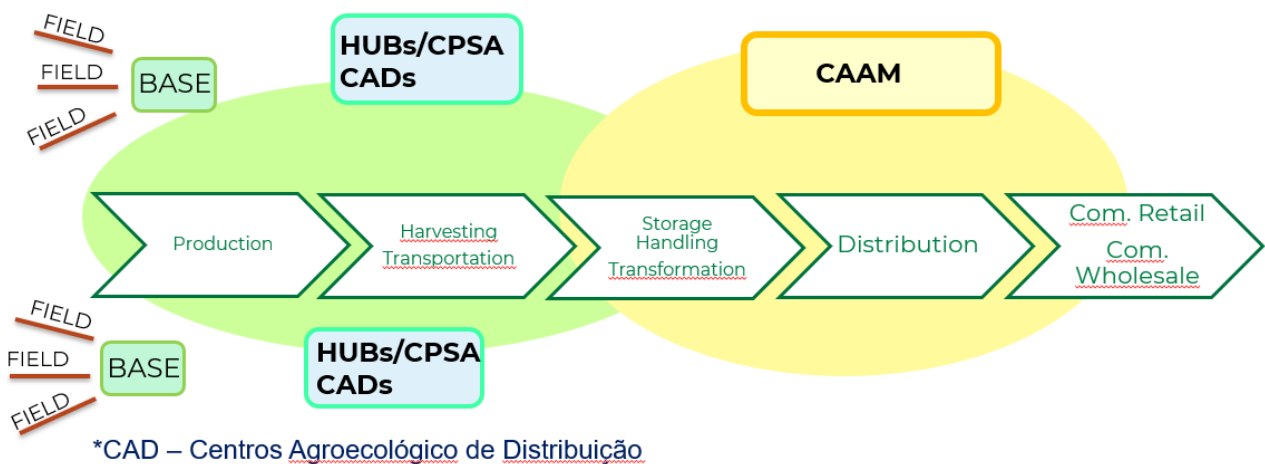 FIELD
FIELD
FIELD
BASE
HUBs/CPSA
CADs
CAAM
Production
Harvesting
Transportation
Storage
Handling
Transformation
Distribution
Com. Retail
Com.
Wholesale
FIELD
FIELD
FIELD
BASE
HUBs/CPSA
CADs
*CAD – Centros Agroecológico de Distribuição